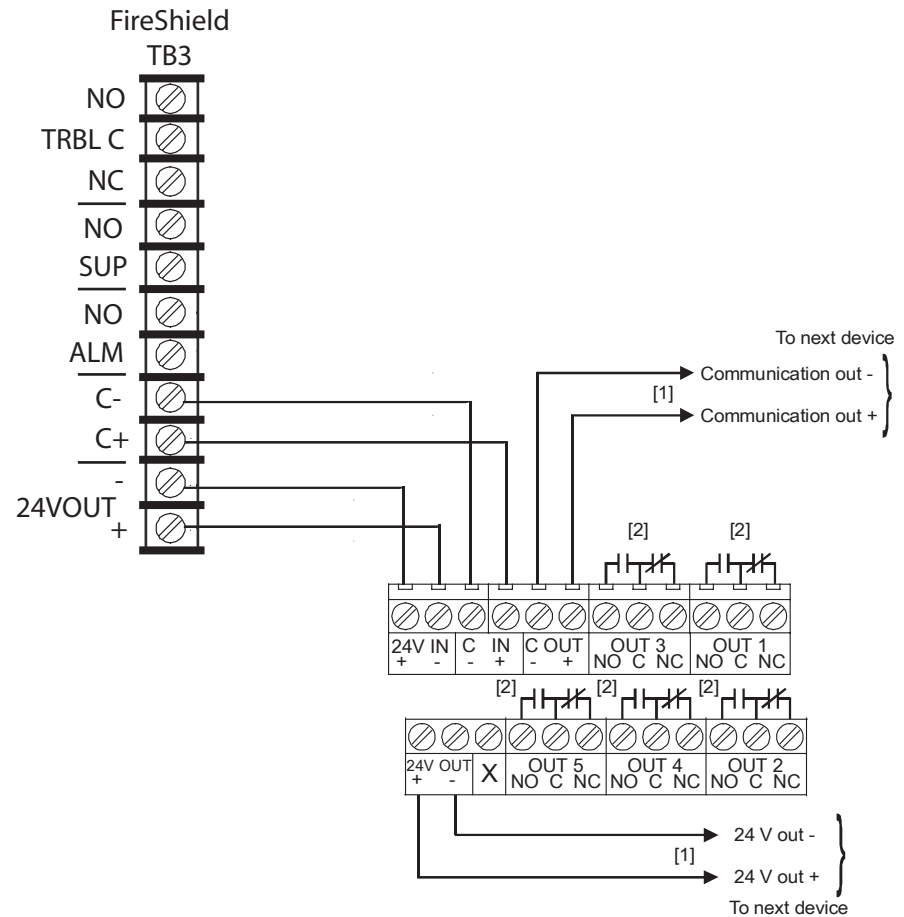 FireShield
TB3
NO
TRBL C
NC
NO
SUP
NO
ALM
C-
C+
-
24VOUT
+
To next device
Communication out -
[1]
Communication out +
[2] [2]
24V IN C IN C OUT OUT 3 OUT 1
+ - - + - + NO C NC NO C NC
[2] [2] [2]
24V OUT X OUT 5 OUT 4 OUT 2
+ - NO C NC NO C NC NO C NC
24 V out -
[1]
24 V out +
To next device